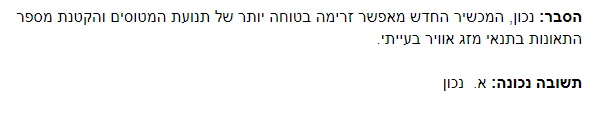 הסבר: נכון, המכשיר החדש מאפשר זרימה בטוחה יותר של תנועת המטוסים והקטנת מספר
התאונות בתנאי מזג אוויר בעייתי.
תשובה נכונה: א. נכון